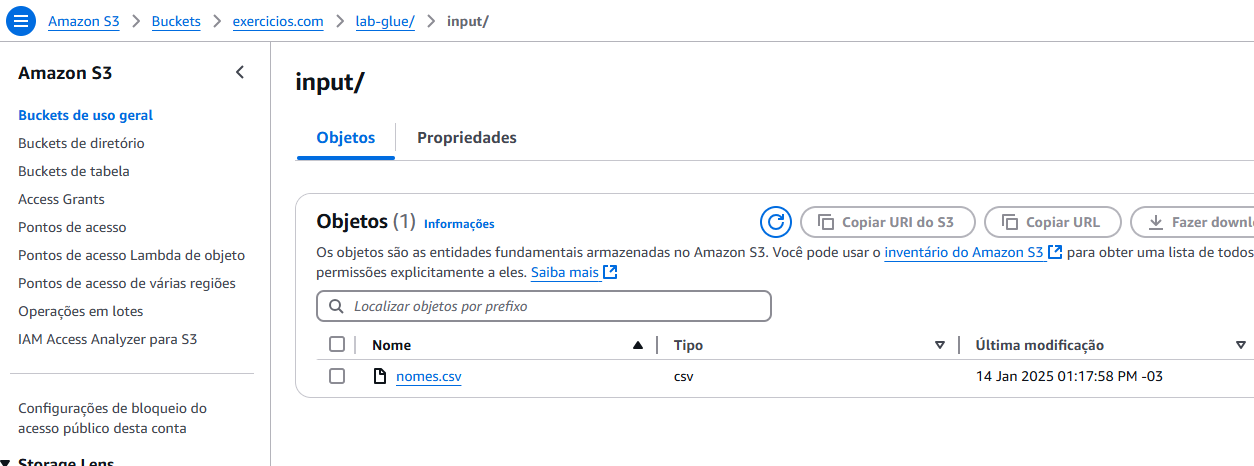 Amazon S3 > Buckets > exercicios.com > lab-glue/ > input/
Amazon S3
Buckets de uso geral
Buckets de diretório
Buckets de tabela
Access Grants
Pontos de acesso
Pontos de acesso Lambda de objeto
Pontos de acesso de várias regiões
Operações em lotes
IAM Access Analyzer para S3
Configurações de bloqueio do
acesso público desta conta
Storage Lens
input/
Objetos Propriedades
Objetos (1) Informações Copiar URI do S3 Copiar URL Fazer downl
Os objetos são as entidades fundamentais armazenadas no Amazon S3. Você pode usar o inventário do Amazon S3 para obter uma lista de todos
permissões explicitamente a eles. Saiba mais
Localizar objetos por prefixo
Nome Tipo Última modificação
nomes.csv csv 14 Jan 2025 01:17:58 PM -03